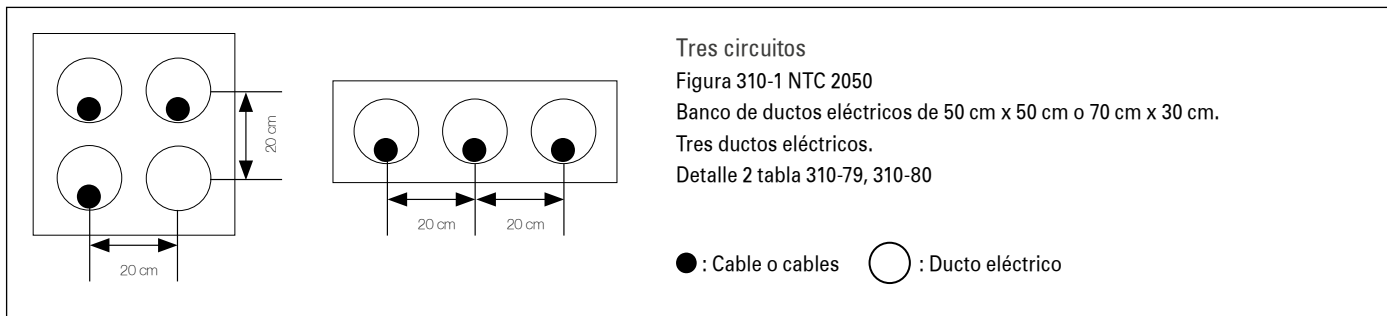 20 cm
20 cm
20 cm
20 cm
Tres circuitos
Figura 310-1 NTC 2050
Banco de ductos eléctricos de 50 cm x 50 cm o 70 cm x 30 cm.
Tres ductos eléctricos.
Detalle 2 tabla 310-79, 310-80
: Cable o cables
: Ducto eléctrico